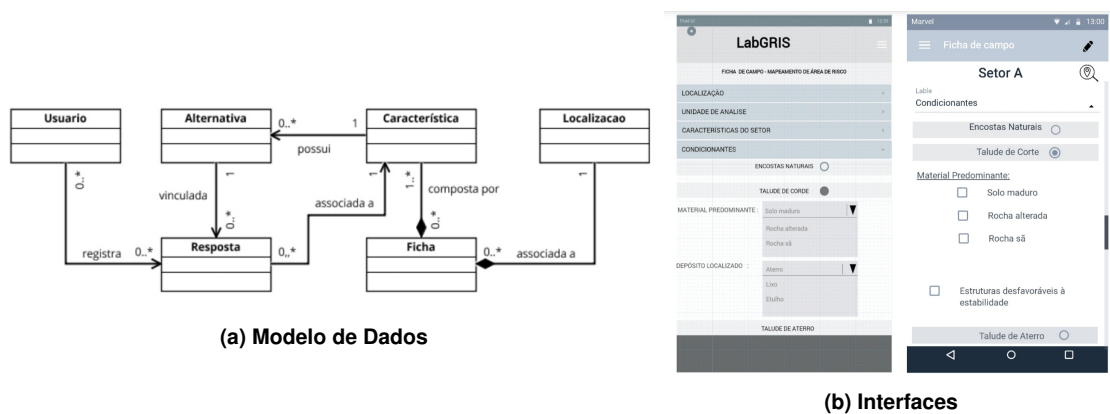 Usuario
Alternativa
Característica
Localizacao
0..*
1
possui
0..*
1
1
1..*
1
vinculada
associada a
composta por
0..*
0..*
registra
0..*
Resposta
0,,*
Ficha
0..*
associada a
(a) Modelo de Dados
LabGRIS
FICHA DE CAMPO - MAPEAMENTO DE ÁREA DE RISCO
LOCALIZAÇÃO
UNIDADE DE ANALISE
CARACTERÍSTICAS DO SETOR
CONDICIONANTES
ENCOSTAS NATURAIS
TALUDE DE CORDE
MATERIAL PREDOMINANTE :
Solo maduro
Rocha alterada
Rocha sã
DEPÓSITO LOCALIZADO :
Aterro
Lixo
Etulho
TALUDE DE ATERRO
Marvel
13:00
Ficha de campo
Setor A
Lable
Condicionantes
Encostas Naturais
Talude de Corte
Material Predominante:
Solo maduro
Rocha alterada
Rocha sã
Estruturas desfavoráveis à
estabilidade
Talude de Aterro
(b) Interfaces